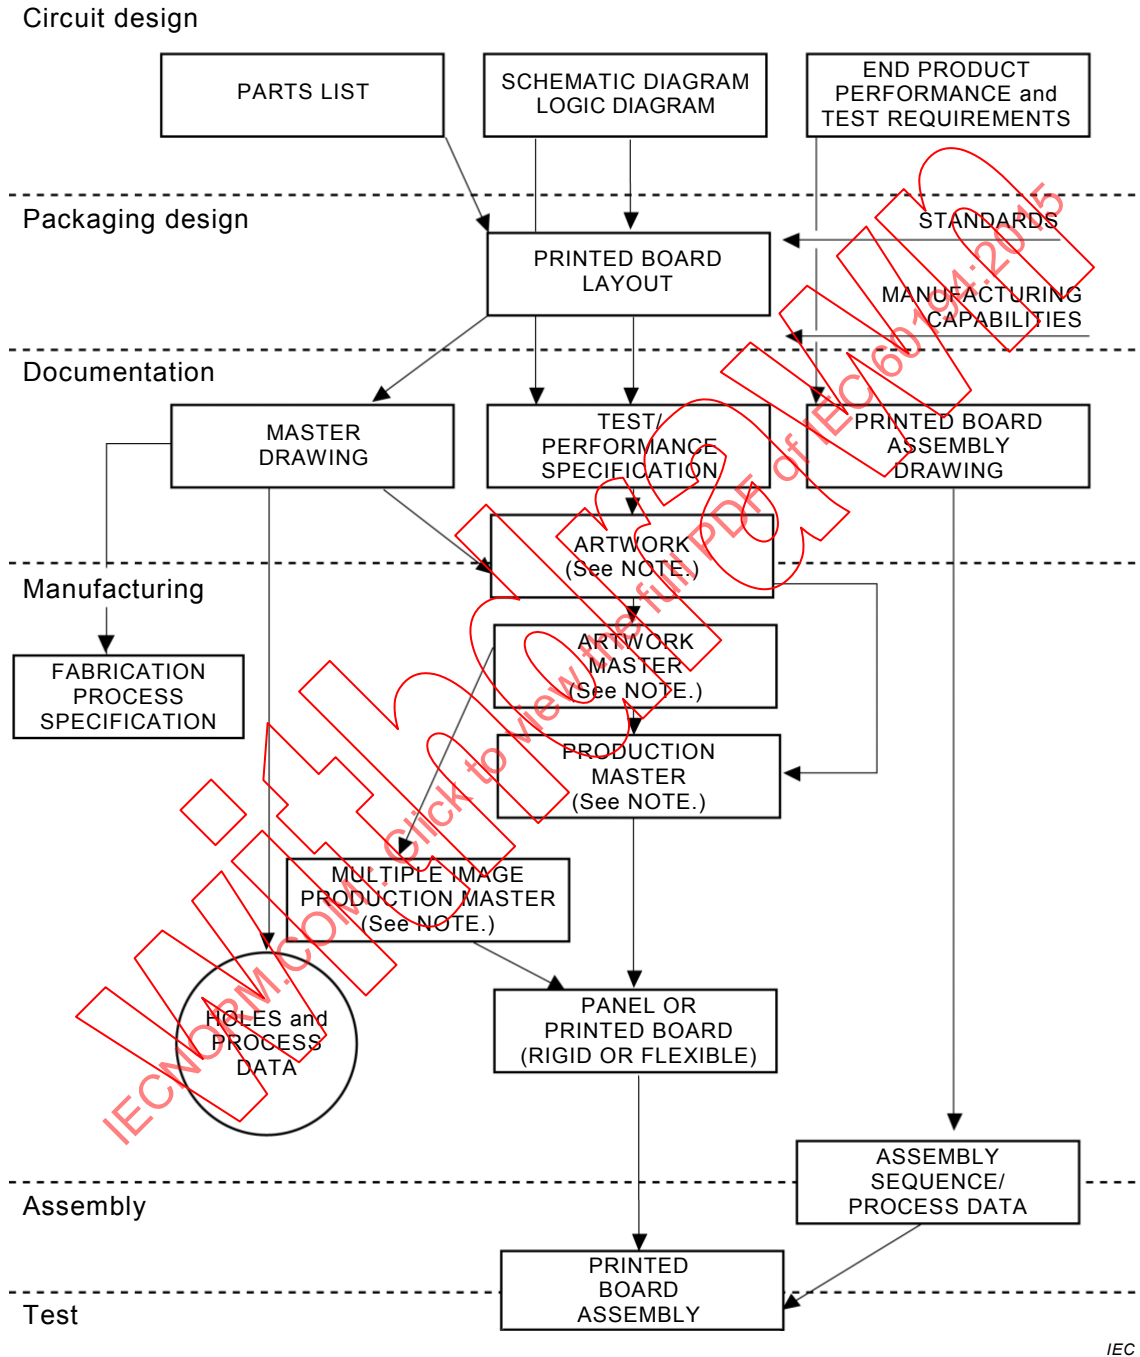 Circuit design
PARTS LIST
SCHEMATIC DIAGRAM
LOGIC DIAGRAM
END PRODUCT
PERFORMANCE and
TEST REQUIREMENTS
Packaging design
STANDARDS
PRINTED BOARD
LAYOUT
MANUFACTURING
CAPABILITIES
Documentation
MASTER
DRAWING
TEST/
PERFORMANCE
SPECIFICATION
PRINTED BOARD
ASSEMBLY
DRAWING
ARTWORK
(See NOTE.)
Manufacturing
ARTWORK
MASTER
(See NOTE.)
FABRICATION
PROCESS
SPECIFICATION
PRODUCTION
MASTER
(See NOTE.)
MULTIPLE IMAGE
PRODUCTION MASTER
(See NOTE.)
HOLES and
PROCESS
DATA
PANEL OR
PRINTED BOARD
(RIGID OR FLEXIBLE)
ASSEMBLY
SEQUENCE/
PROCESS DATA
Assembly
PRINTED
BOARD
ASSEMBLY
Test
IEC
Withdrawn
IECNORM.COM : Click to view the full PDF of IEC 60194:2015